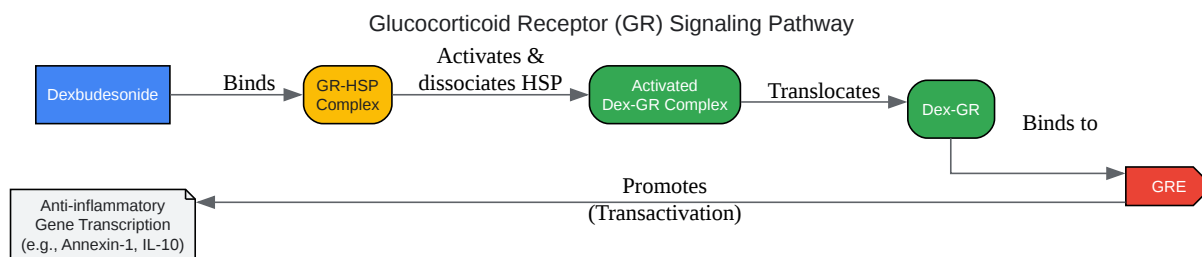 Glucocorticoid Receptor (GR) Signaling Pathway
Dexbudesonide
Binds
GR-HSP
Complex
Activates &
dissociates HSP
Activated
Dex-GR Complex
Translocates
Dex-GR
Binds to
GRE
Promotes
(Transactivation)
Anti-inflammatory
Gene Transcription
(e.g., Annexin-1, IL-10)